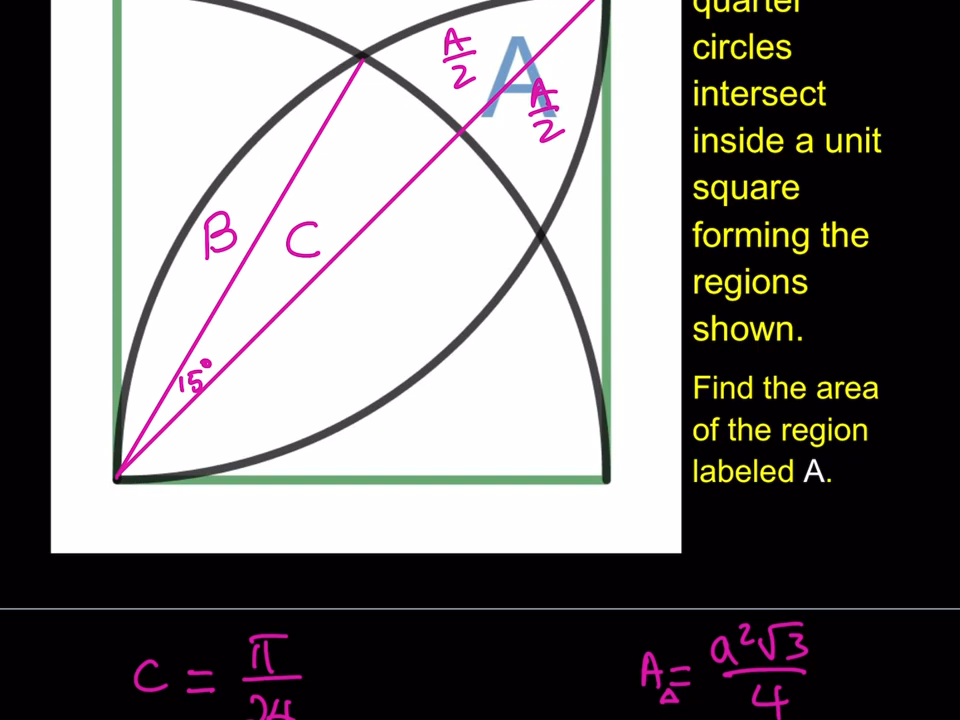 quarter
circles
intersect
inside a unit
square
forming the
regions
shown.
Find the area
of the region
labeled A.
A/2
A
A/2
B
C
15°
C = π/24
A△ = a²√3/4